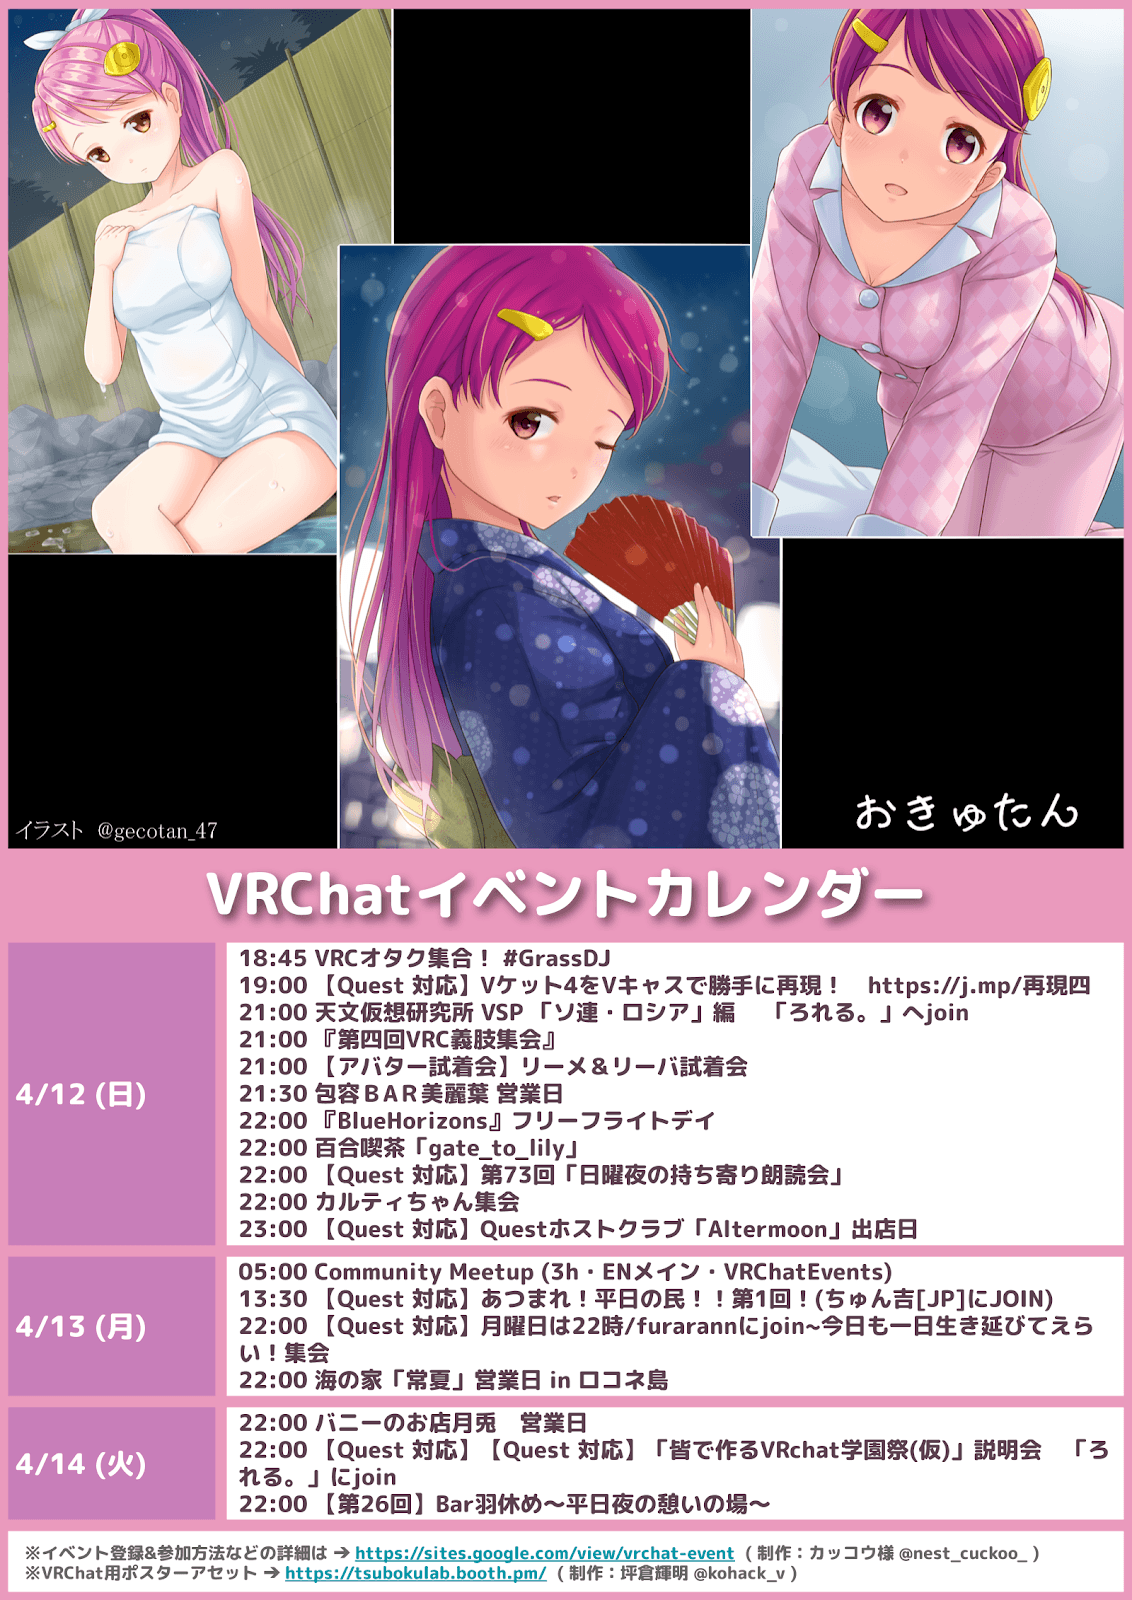 イラスト @gecotan_47
おきゅたん
VRChatイベントカレンダー
4/12 (日)
18:45 VRCオタク集合！ #GrassDJ
19:00 【Quest 対応】Vケット4をVキャスで勝手に再現！　https://j.mp/再現四
21:00 天文仮想研究所 VSP 「ソ連・ロシア」編　「ろれる。」へjoin
21:00 『第四回VRC義肢集会』
21:00 【アバター試着会】リーメ＆リーバ試着会
21:30 包容ＢＡＲ美麗葉 営業日
22:00 『BlueHorizons』フリーフライトデイ
22:00 百合喫茶「gate_to_lily」
22:00 【Quest 対応】第73回「日曜夜の持ち寄り朗読会」
22:00 カルティちゃん集会
23:00 【Quest 対応】Questホストクラブ「Altermoon」出店日
4/13 (月)
05:00 Community Meetup (3h・ENメイン・VRChatEvents)
13:30 【Quest 対応】あつまれ！平日の民！！第1回！(ちゅん吉[JP]にJOIN)
22:00 【Quest 対応】月曜日は22時/furarannにjoin~今日も一日生き延びてえら
い！集会
22:00 海の家「常夏」営業日 in ロコネ島
4/14 (火)
22:00 バニーのお店月兎　営業日
22:00 【Quest 対応】【Quest 対応】「皆で作るVRchat学園祭(仮)」説明会　「ろ
れる。」にjoin
22:00 【第26回】Bar羽休め～平日夜の憩いの場～
※イベント登録&参加方法などの詳細は ➔ https://sites.google.com/view/vrchat-event （ 制作：カッコウ様 @nest_cuckoo_ ）
※VRChat用ポスターアセット ➔ https://tsubokulab.booth.pm/ （ 制作：坪倉輝明 @kohack_v ）